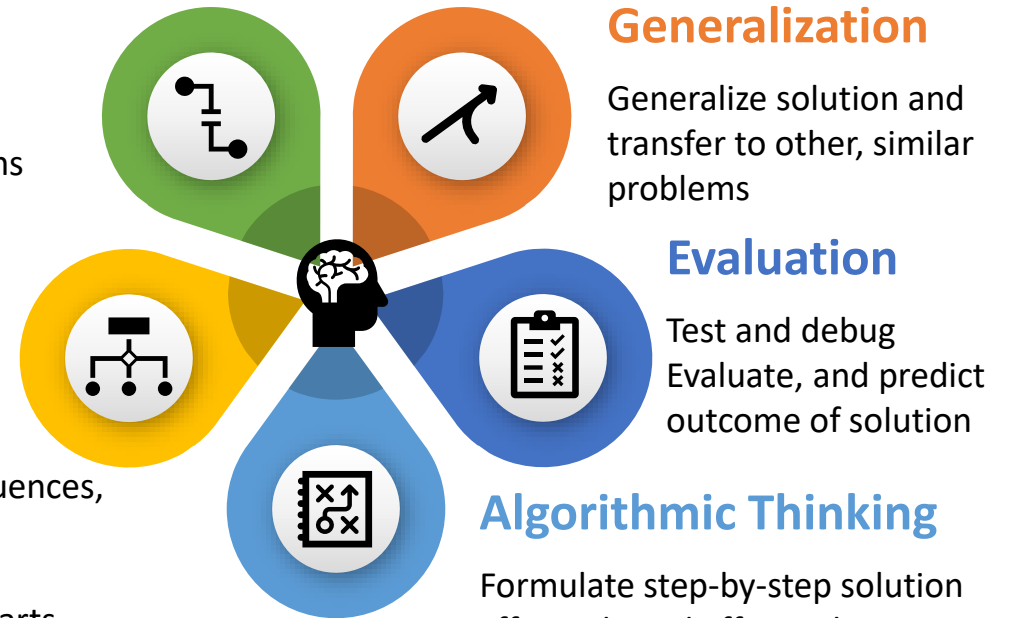 Generalization
Generalize solution and
transfer to other, similar
problems
Evaluation
Test and debug
Evaluate, and predict
outcome of solution
Algorithmic Thinking
Formulate step-by-step solution